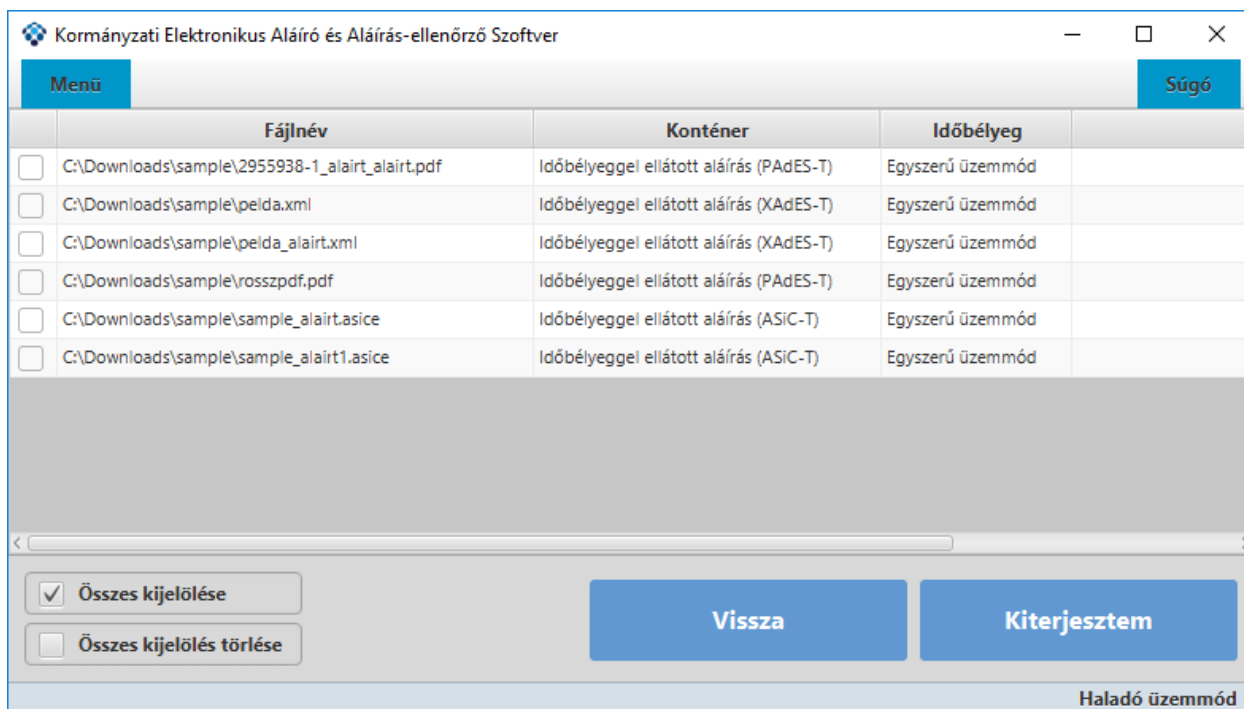 Kormányzati Elektronikus Aláíró és Aláírás-ellenőrző Szoftver
Menü Súgó
Fájlnév Konténer Időbélyeg
C:\Downloads\sample\2955938-1_alairt_alairt.pdf Időbélyeggel ellátott aláírás (PAdES-T) Egyszerű üzemmód
C:\Downloads\sample\pelda.xml Időbélyeggel ellátott aláírás (XAdES-T) Egyszerű üzemmód
C:\Downloads\sample\pelda_alairt.xml Időbélyeggel ellátott aláírás (XAdES-T) Egyszerű üzemmód
C:\Downloads\sample\rosszpdf.pdf Időbélyeggel ellátott aláírás (PAdES-T) Egyszerű üzemmód
C:\Downloads\sample\sample_alairt.asice Időbélyeggel ellátott aláírás (ASiC-T) Egyszerű üzemmód
C:\Downloads\sample\sample_alairt1.asice Időbélyeggel ellátott aláírás (ASiC-T) Egyszerű üzemmód
Összes kijelölése
Összes kijelölés törlése
Vissza Kiterjesztem
Haladó üzemmód